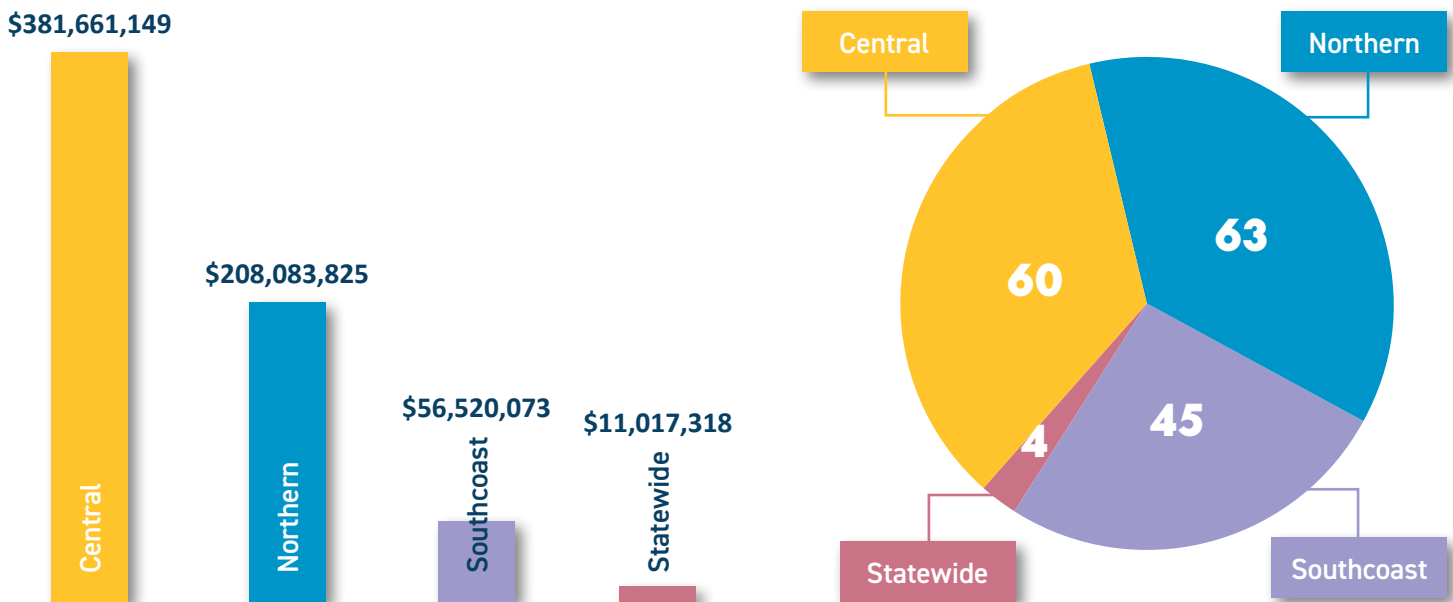 $381,661,149
Central
$208,083,825
Northern
$56,520,073
Southcoast
$11,017,318
Statewide
Central
Northern
63
60
45
4
Statewide
Southcoast